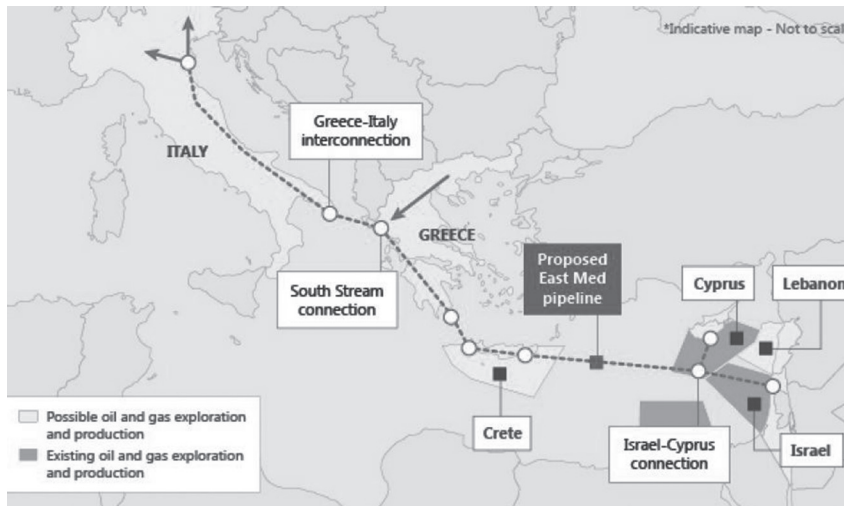 *Indicative map - Not to scal
Greece-Italy
interconnection
ITALY
GREECE
Proposed
East Med
pipeline
Cyprus
Lebanon
South Stream
connection
Possible oil and gas exploration
and production
Existing oil and gas exploration
and production
Crete
Israel-Cyprus
connection
Israel